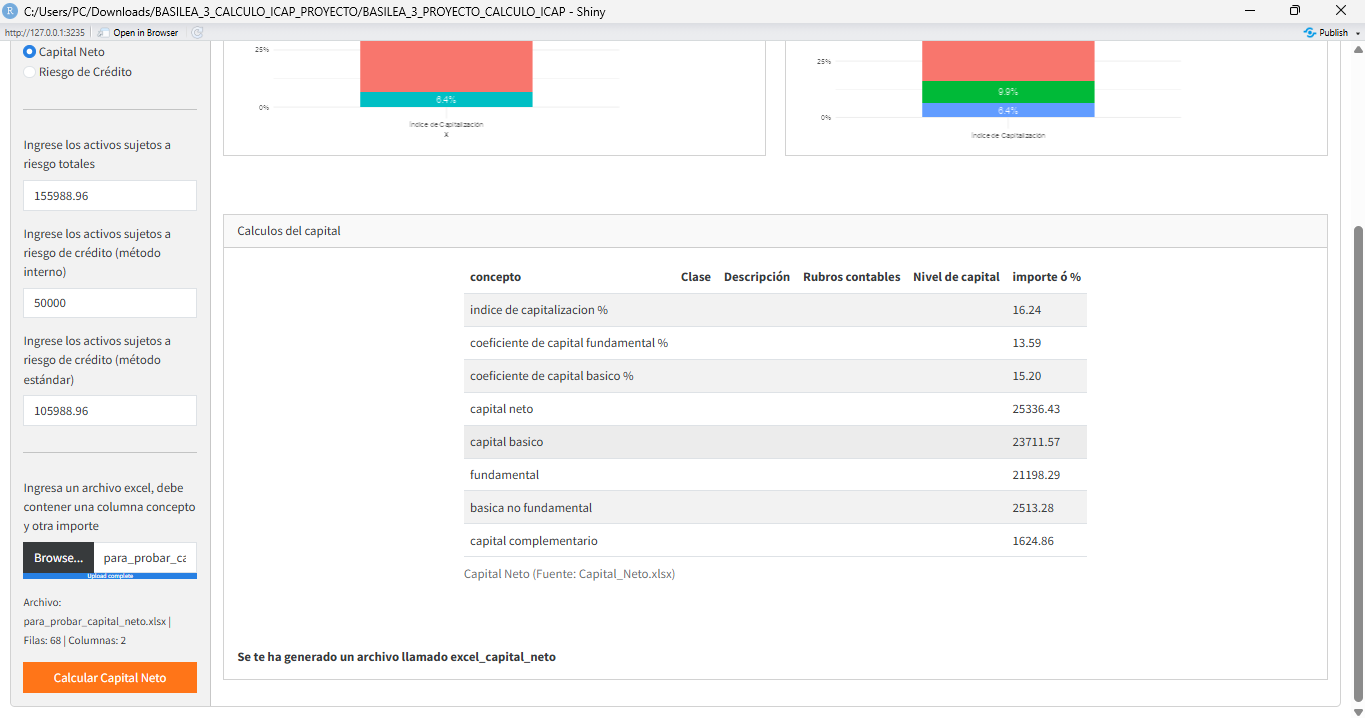 C:/Users/PC/Downloads/BASILEA_3_CALCULO_ICAP_PROYECTO/BASILEA_3_PROYECTO_CALCULO_ICAP - Shiny
http://127.0.0.1:3235 | Open in Browser
Publish
Capital Neto
Riesgo de Crédito
Ingrese los activos sujetos a
riesgo totales
155988.96
Ingrese los activos sujetos a
riesgo de crédito (método
interno)
50000
Ingrese los activos sujetos a
riesgo de crédito (método
estándar)
105988.96
Ingresa un archivo excel, debe
contener una columna concepto
y otra importe
Browse... para_probar_ca
Upload complete
Archivo:
para_probar_capital_neto.xlsx |
Filas: 68 | Columnas: 2
Calcular Capital Neto
25%
6.4%
0%
Índice de Capitalización
X
25%
9.9%
6.4%
0%
Índice de Capitalización
Calculos del capital
concepto Clase Descripción Rubros contables Nivel de capital importe ó %
indice de capitalizacion % 16.24
coeficiente de capital fundamental % 13.59
coeficiente de capital basico % 15.20
capital neto 25336.43
capital basico 23711.57
fundamental 21198.29
basica no fundamental 2513.28
capital complementario 1624.86
Capital Neto (Fuente: Capital_Neto.xlsx)
Se te ha generado un archivo llamado excel_capital_neto